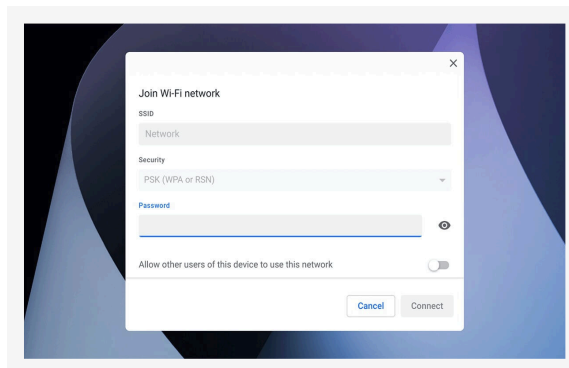 Join Wi-Fi network
SSID
Network
Security
PSK (WPA or RSN)
Password
Allow other users of this device to use this network
Cancel
Connect